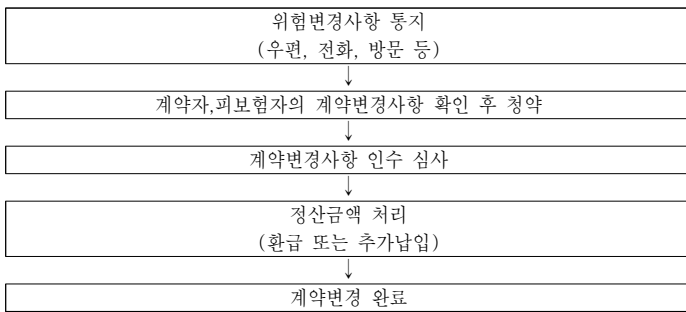 위험변경사항 통지
(우편, 전화, 방문 등)
↓
계약자,피보험자의 계약변경사항 확인 후 청약
↓
계약변경사항 인수 심사
↓
정산금액 처리
(환급 또는 추가납입)
↓
계약변경 완료